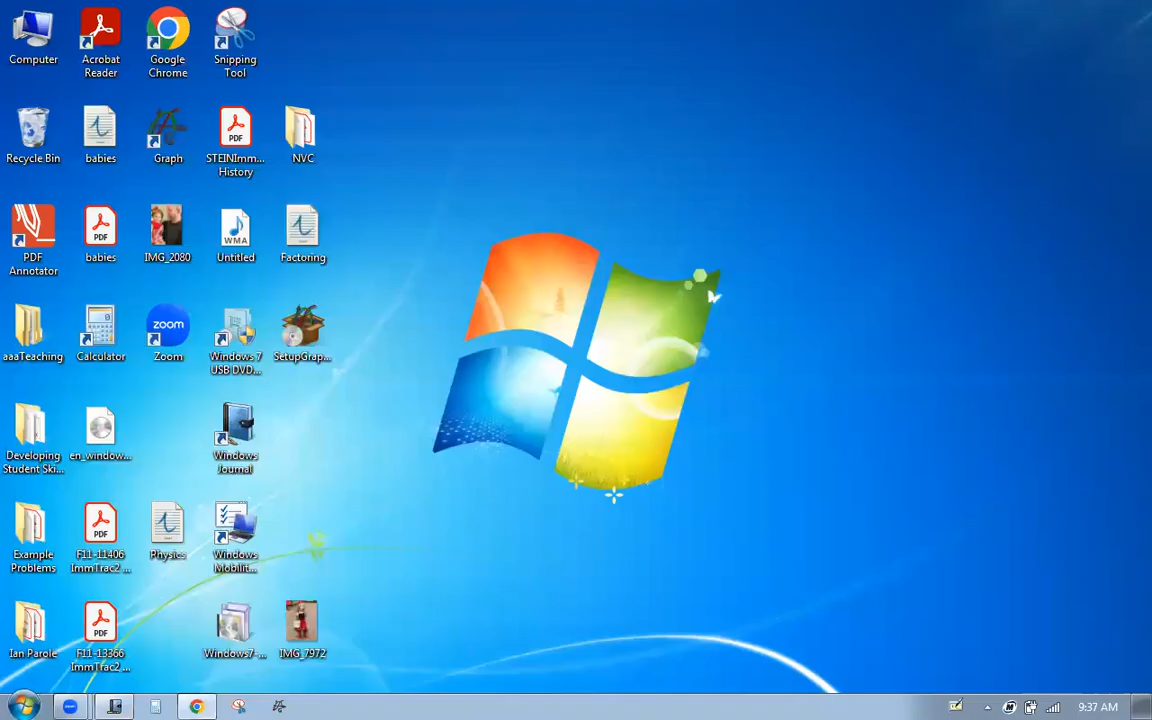 Computer
Acrobat
Reader
Google
Chrome
Snipping
Tool
Recycle Bin
babies
Graph
PDF
STEINImm...
History
NVC
PDF
Annotator
PDF
babies
IMG_2080
WMA
Untitled
Factoring
aaaTeaching
Calculator
zoom
Zoom
Windows 7
USB DVD...
SetupGrap...
Developing
Student Ski...
en_window...
Windows
Journal
Example
Problems
PDF
F11-11406
ImmTrac2 ...
Physics
Windows
Mobilit...
Ian Parole
PDF
F11-13366
ImmTrac2 ...
Windows7-...
IMG_7972
9:37 AM